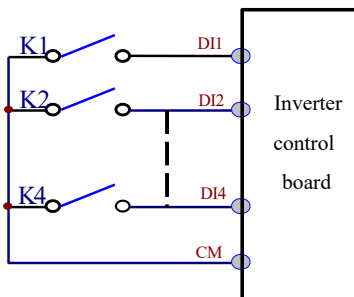 K1
DI1
K2
DI2
Inverter
control
board
K4
DI4
CM